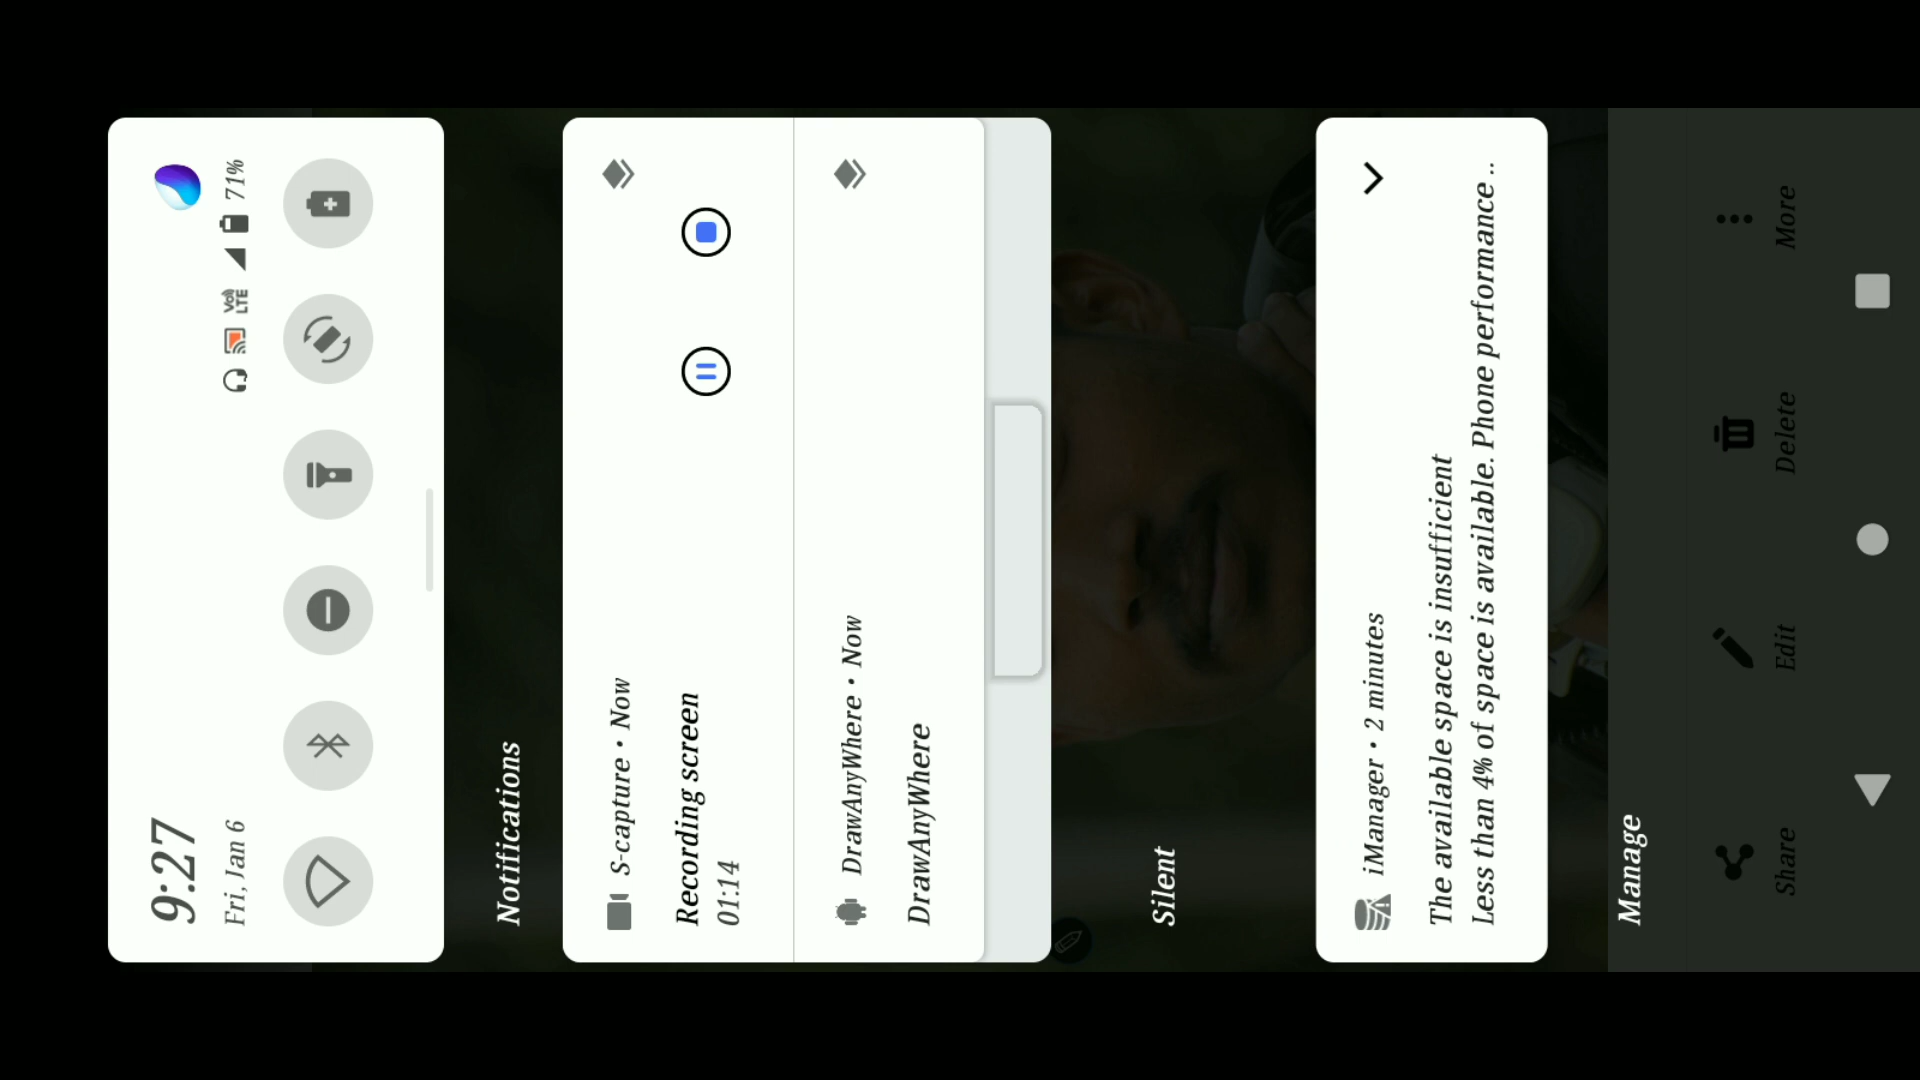 9:27
Fri, Jan 6
Vo))
LTE
71%
Notifications
S-capture • Now
Recording screen
01:14
DrawAnyWhere • Now
DrawAnyWhere
Silent
iManager • 2 minutes
The available space is insufficient
Less than 4% of space is available. Phone performance ..
Manage
Share
Edit
Delete
More